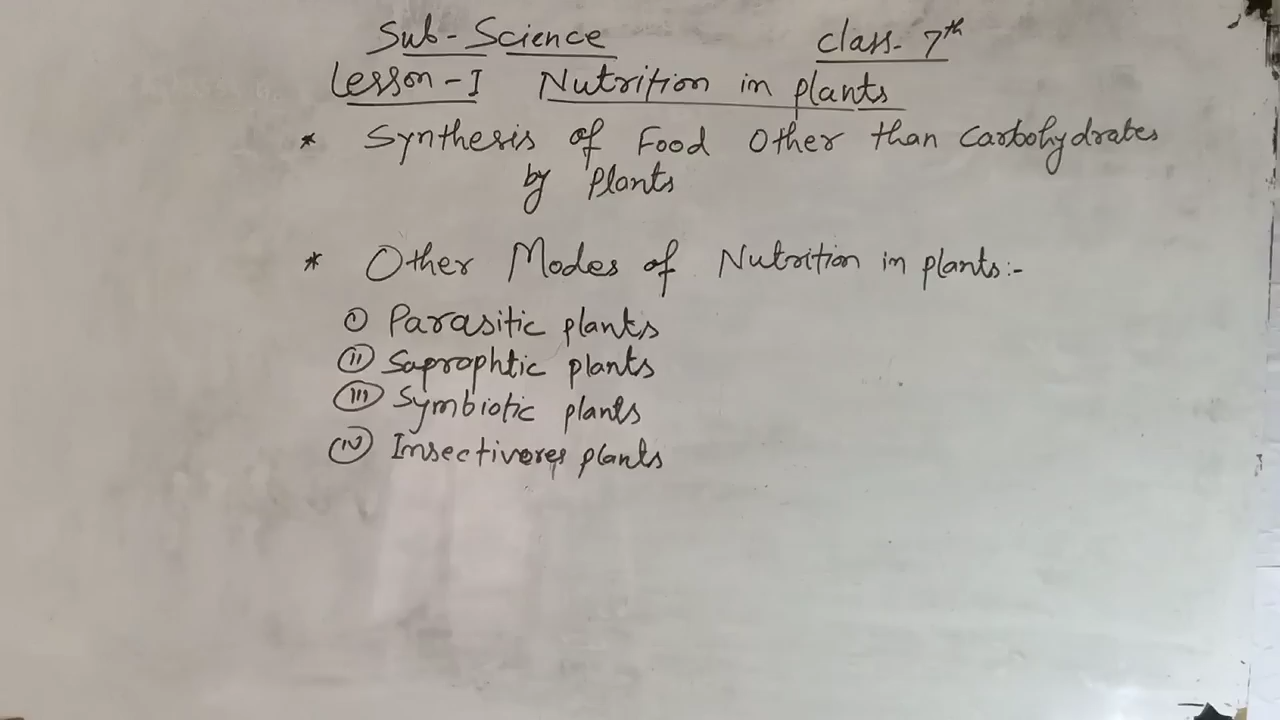 Sub- Science class- 7th
Lesson -I Nutrition in plants
* Synthesis of Food Other than Carbohydrates
by Plants
* Other Modes of Nutrition in plants:-
(i) Parasitic plants
(ii) Saprophtic plants
(iii) Symbiotic plants
(iv) Insectivores plants